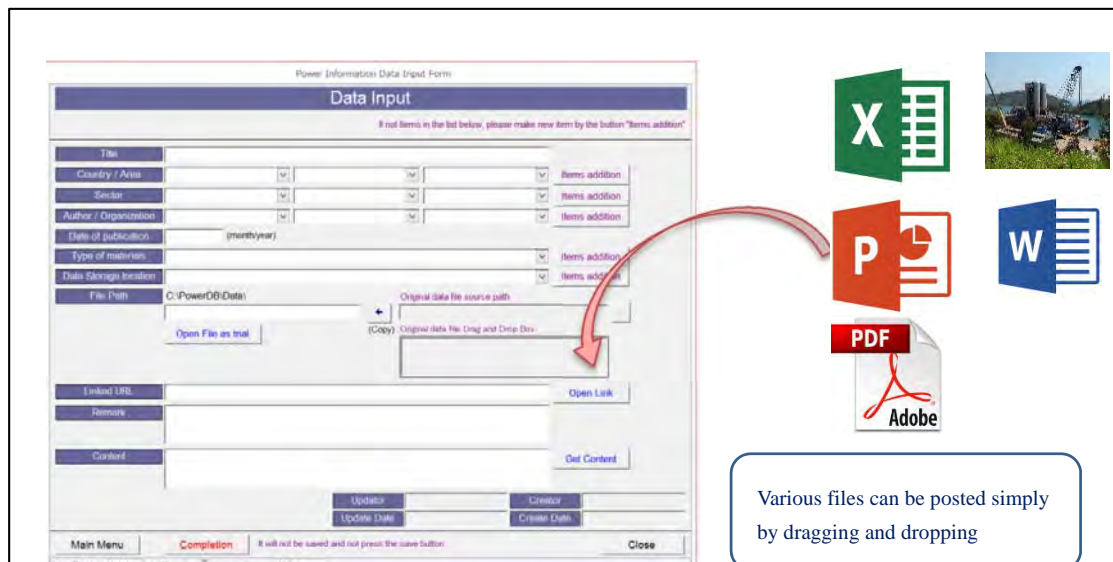 Power Information Data Input Form
Data Input
If not items in the list below, please make new item by the button "Items addition"
Title
Country / Area
Items addition
Sector
Items addition
Author / Organization
Items addition
Date of publication
(month/year)
Type of materials
Items addition
Data Storage location
Items addition
File Path
C:\PowerDB\Data\
Original data file source path
Open File as trial
(Copy)
Original data file Drag and Drop Box
Linked URL
Open Link
Remark
Content
Get Content
Updator
Creator
Update Date
Create Date
Main Menu
Completion
It will not be saved and not press the save button
Close
X
P
W
PDF
Adobe
Various files can be posted simply
by dragging and dropping